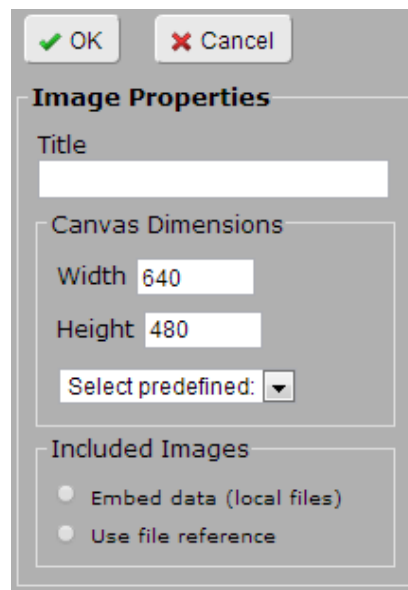 OK Cancel
Image Properties
Title
Canvas Dimensions
Width 640
Height 480
Select predefined:
Included Images
Embed data (local files)
Use file reference